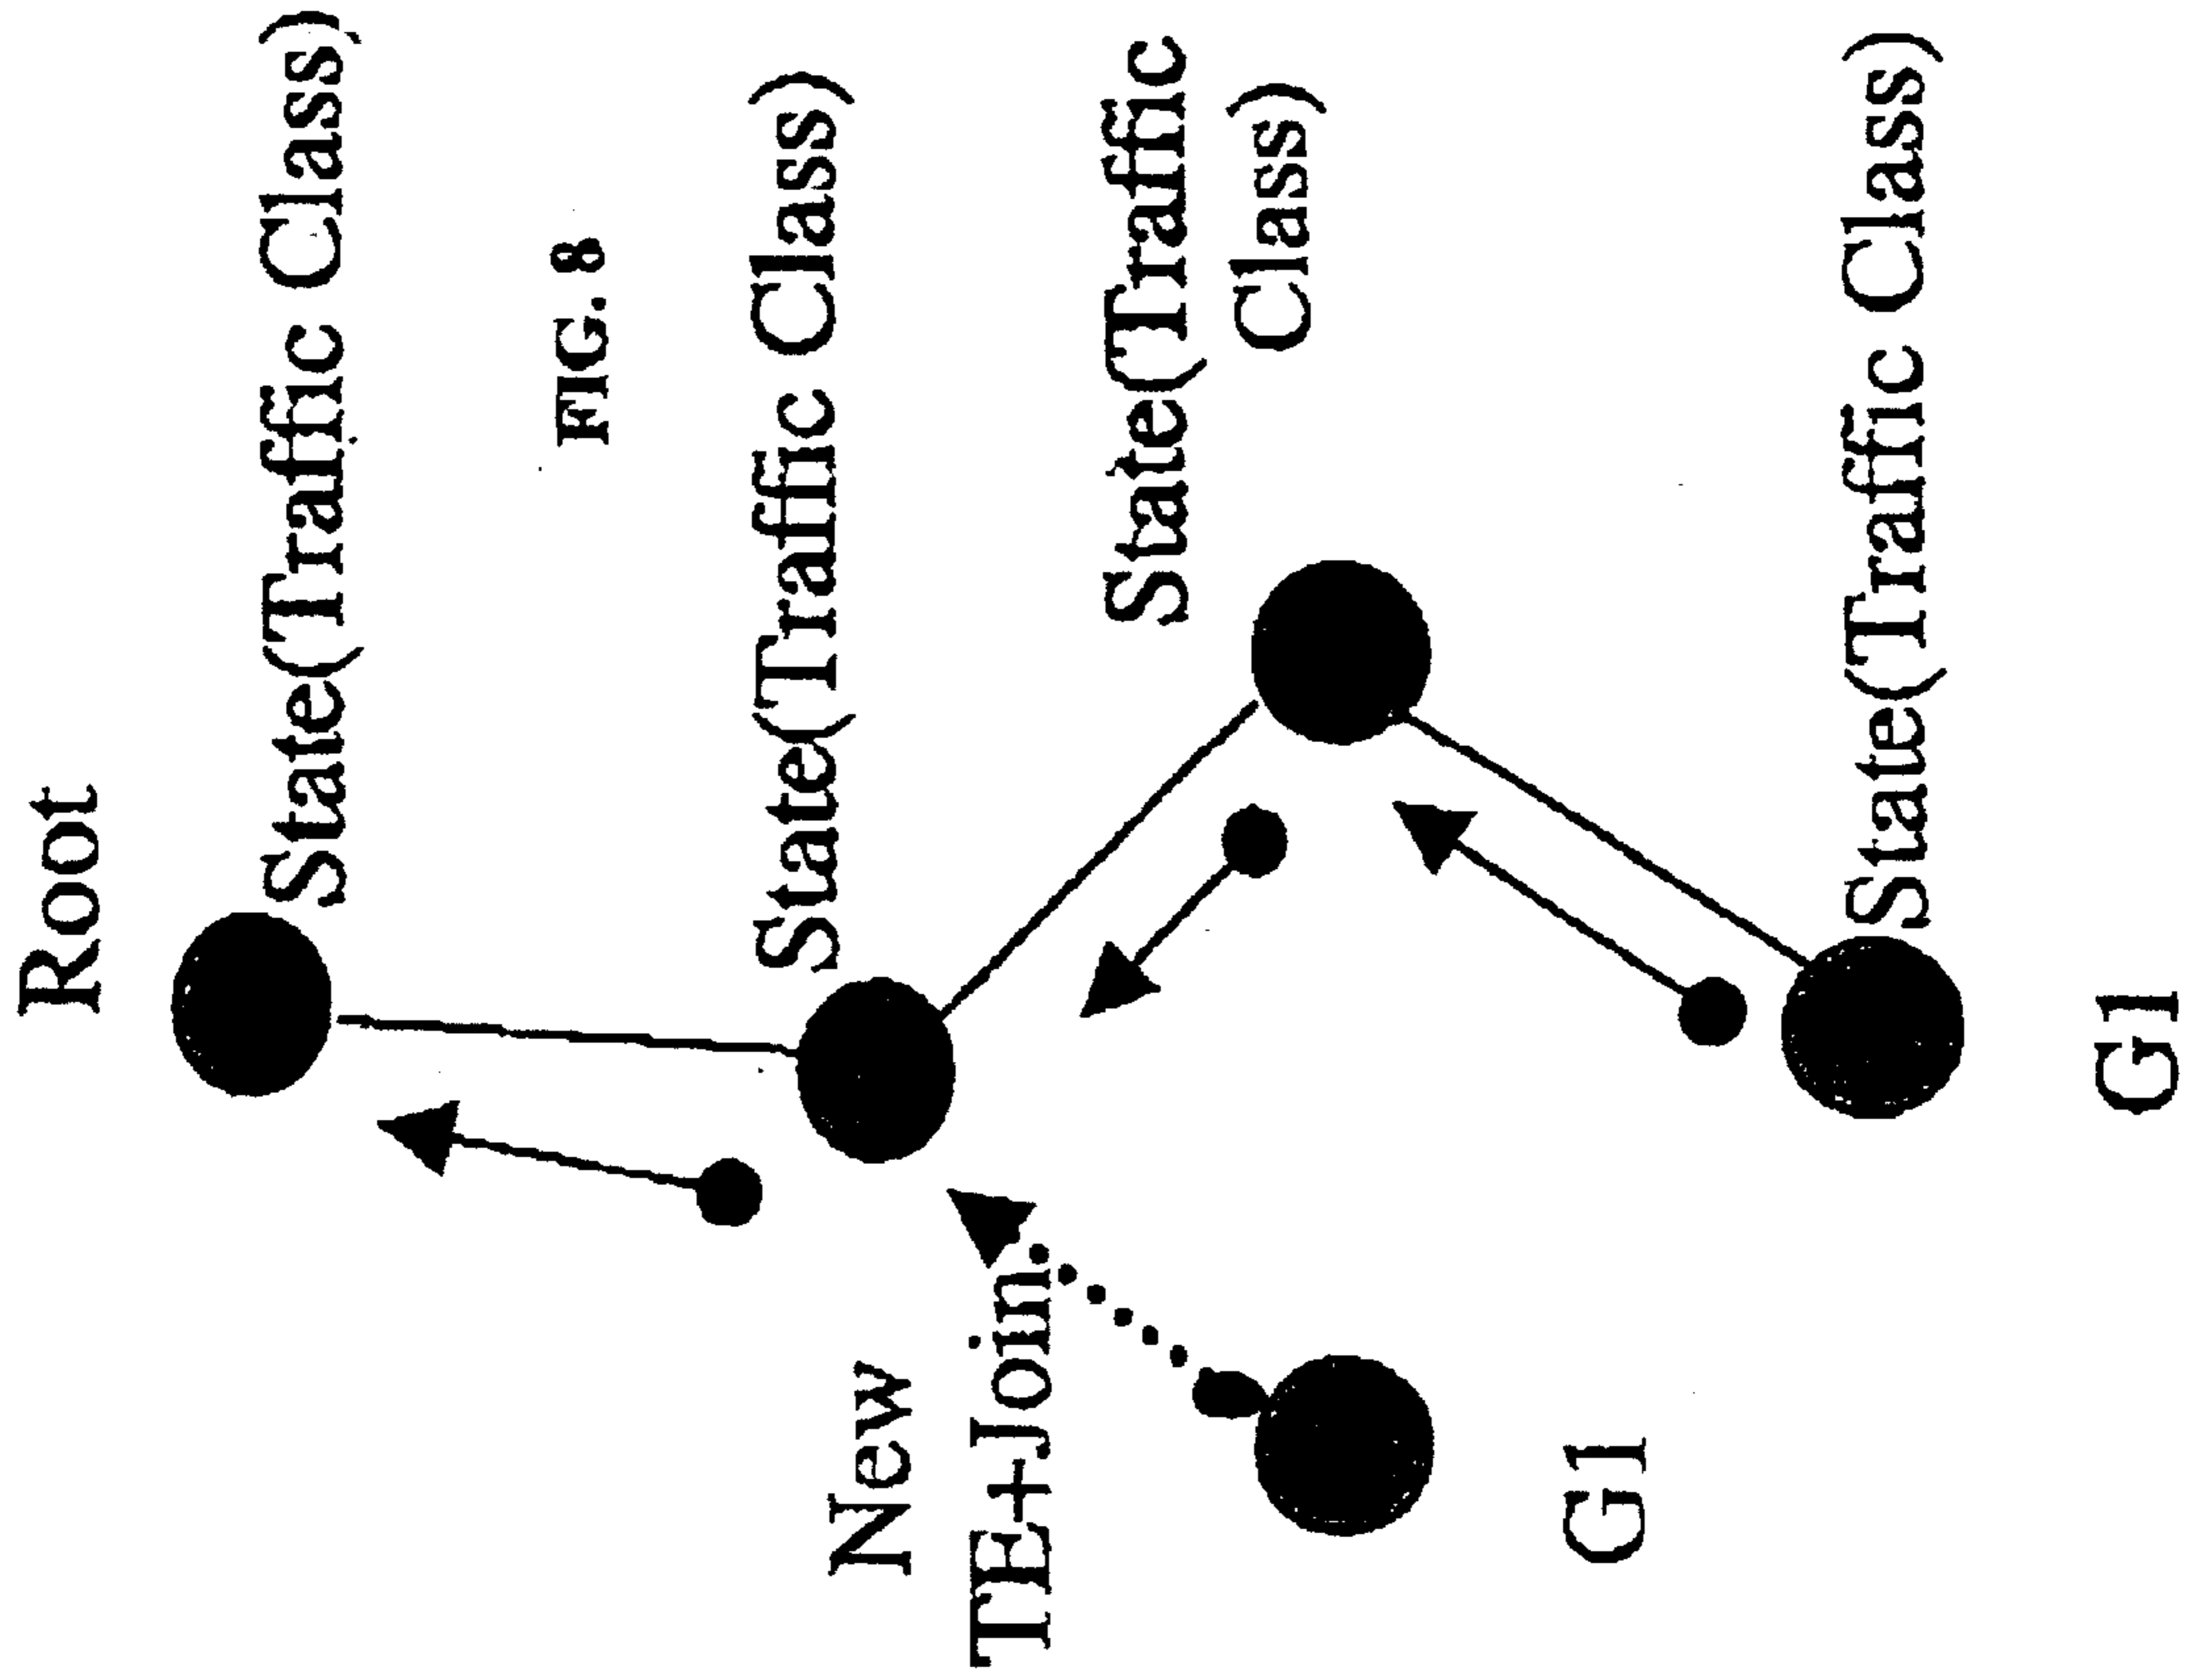 Root
State(Traffic Class)
FIG. 8
State(Traffic Class)
New
TE+Join
State(Traffic
Class)
G1
State(Traffic Class)
G1